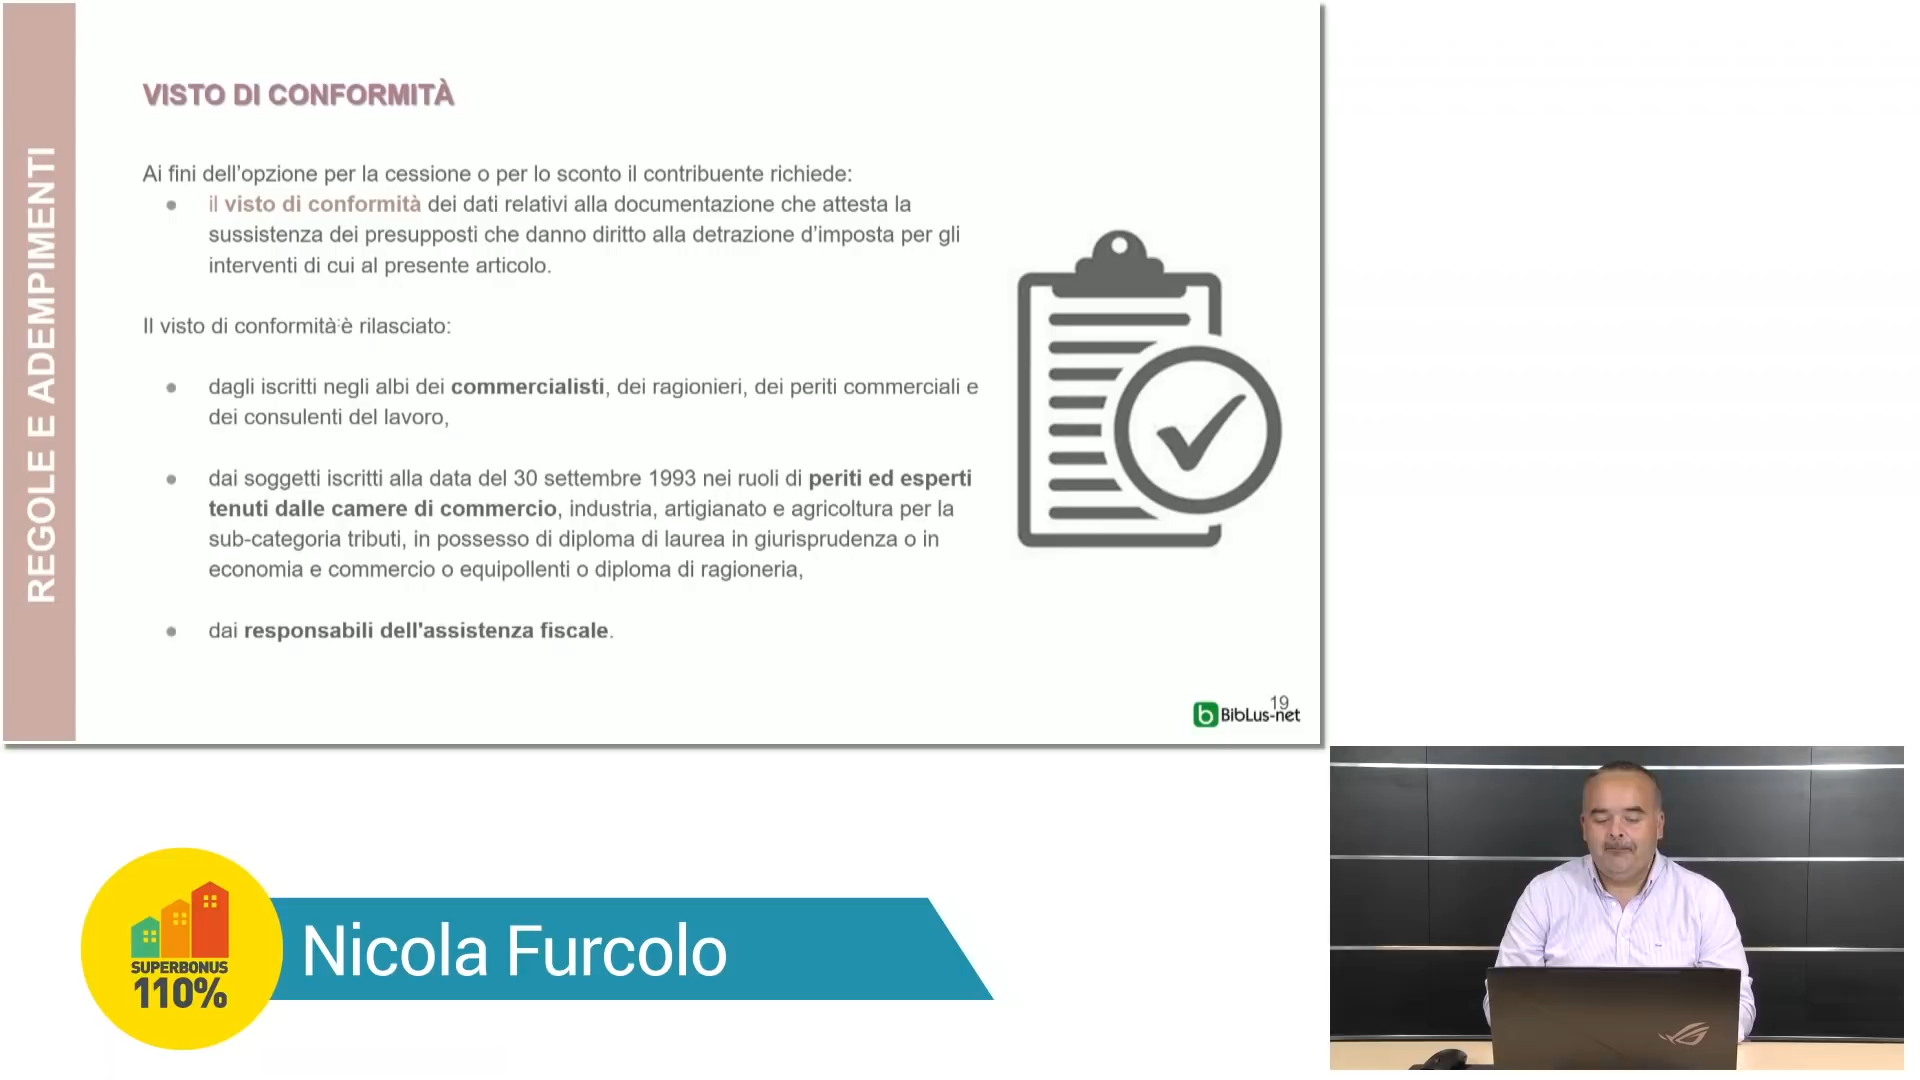 REGOLE E ADEMPIMENTI
VISTO DI CONFORMITÀ
Ai fini dell'opzione per la cessione o per lo sconto il contribuente richiede:
● il visto di conformità dei dati relativi alla documentazione che attesta la
sussistenza dei presupposti che danno diritto alla detrazione d'imposta per gli
interventi di cui al presente articolo.
Il visto di conformità è rilasciato:
● dagli iscritti negli albi dei commercialisti, dei ragionieri, dei periti commerciali e
dei consulenti del lavoro,
● dai soggetti iscritti alla data del 30 settembre 1993 nei ruoli di periti ed esperti
tenuti dalle camere di commercio, industria, artigianato e agricoltura per la
sub-categoria tributi, in possesso di diploma di laurea in giurisprudenza o in
economia e commercio o equipollenti o diploma di ragioneria,
● dai responsabili dell'assistenza fiscale.
19
b BibLus-net
SUPERBONUS
110%
Nicola Furcolo